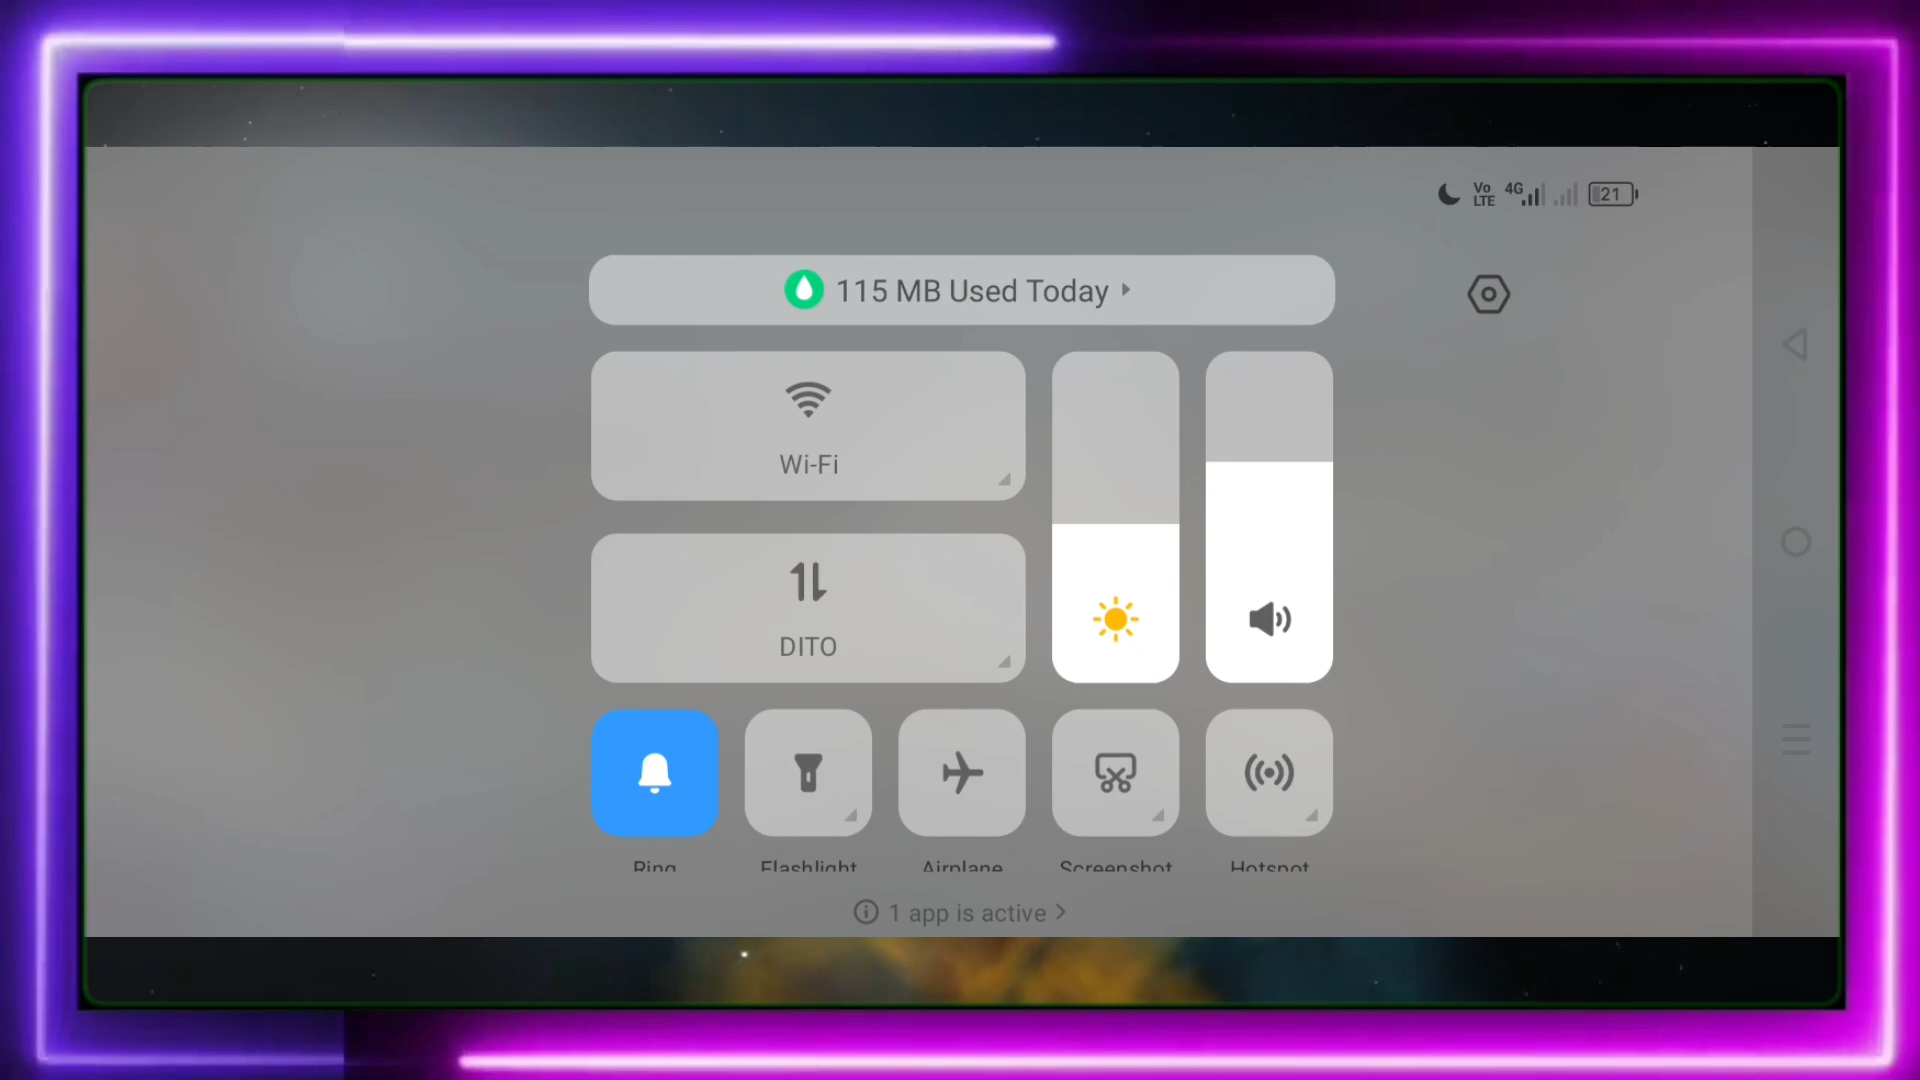 Vo LTE 4G 21
115 MB Used Today
Wi-Fi
DITO
Ring Flashlight Airplane Screenshot Hotspot
1 app is active